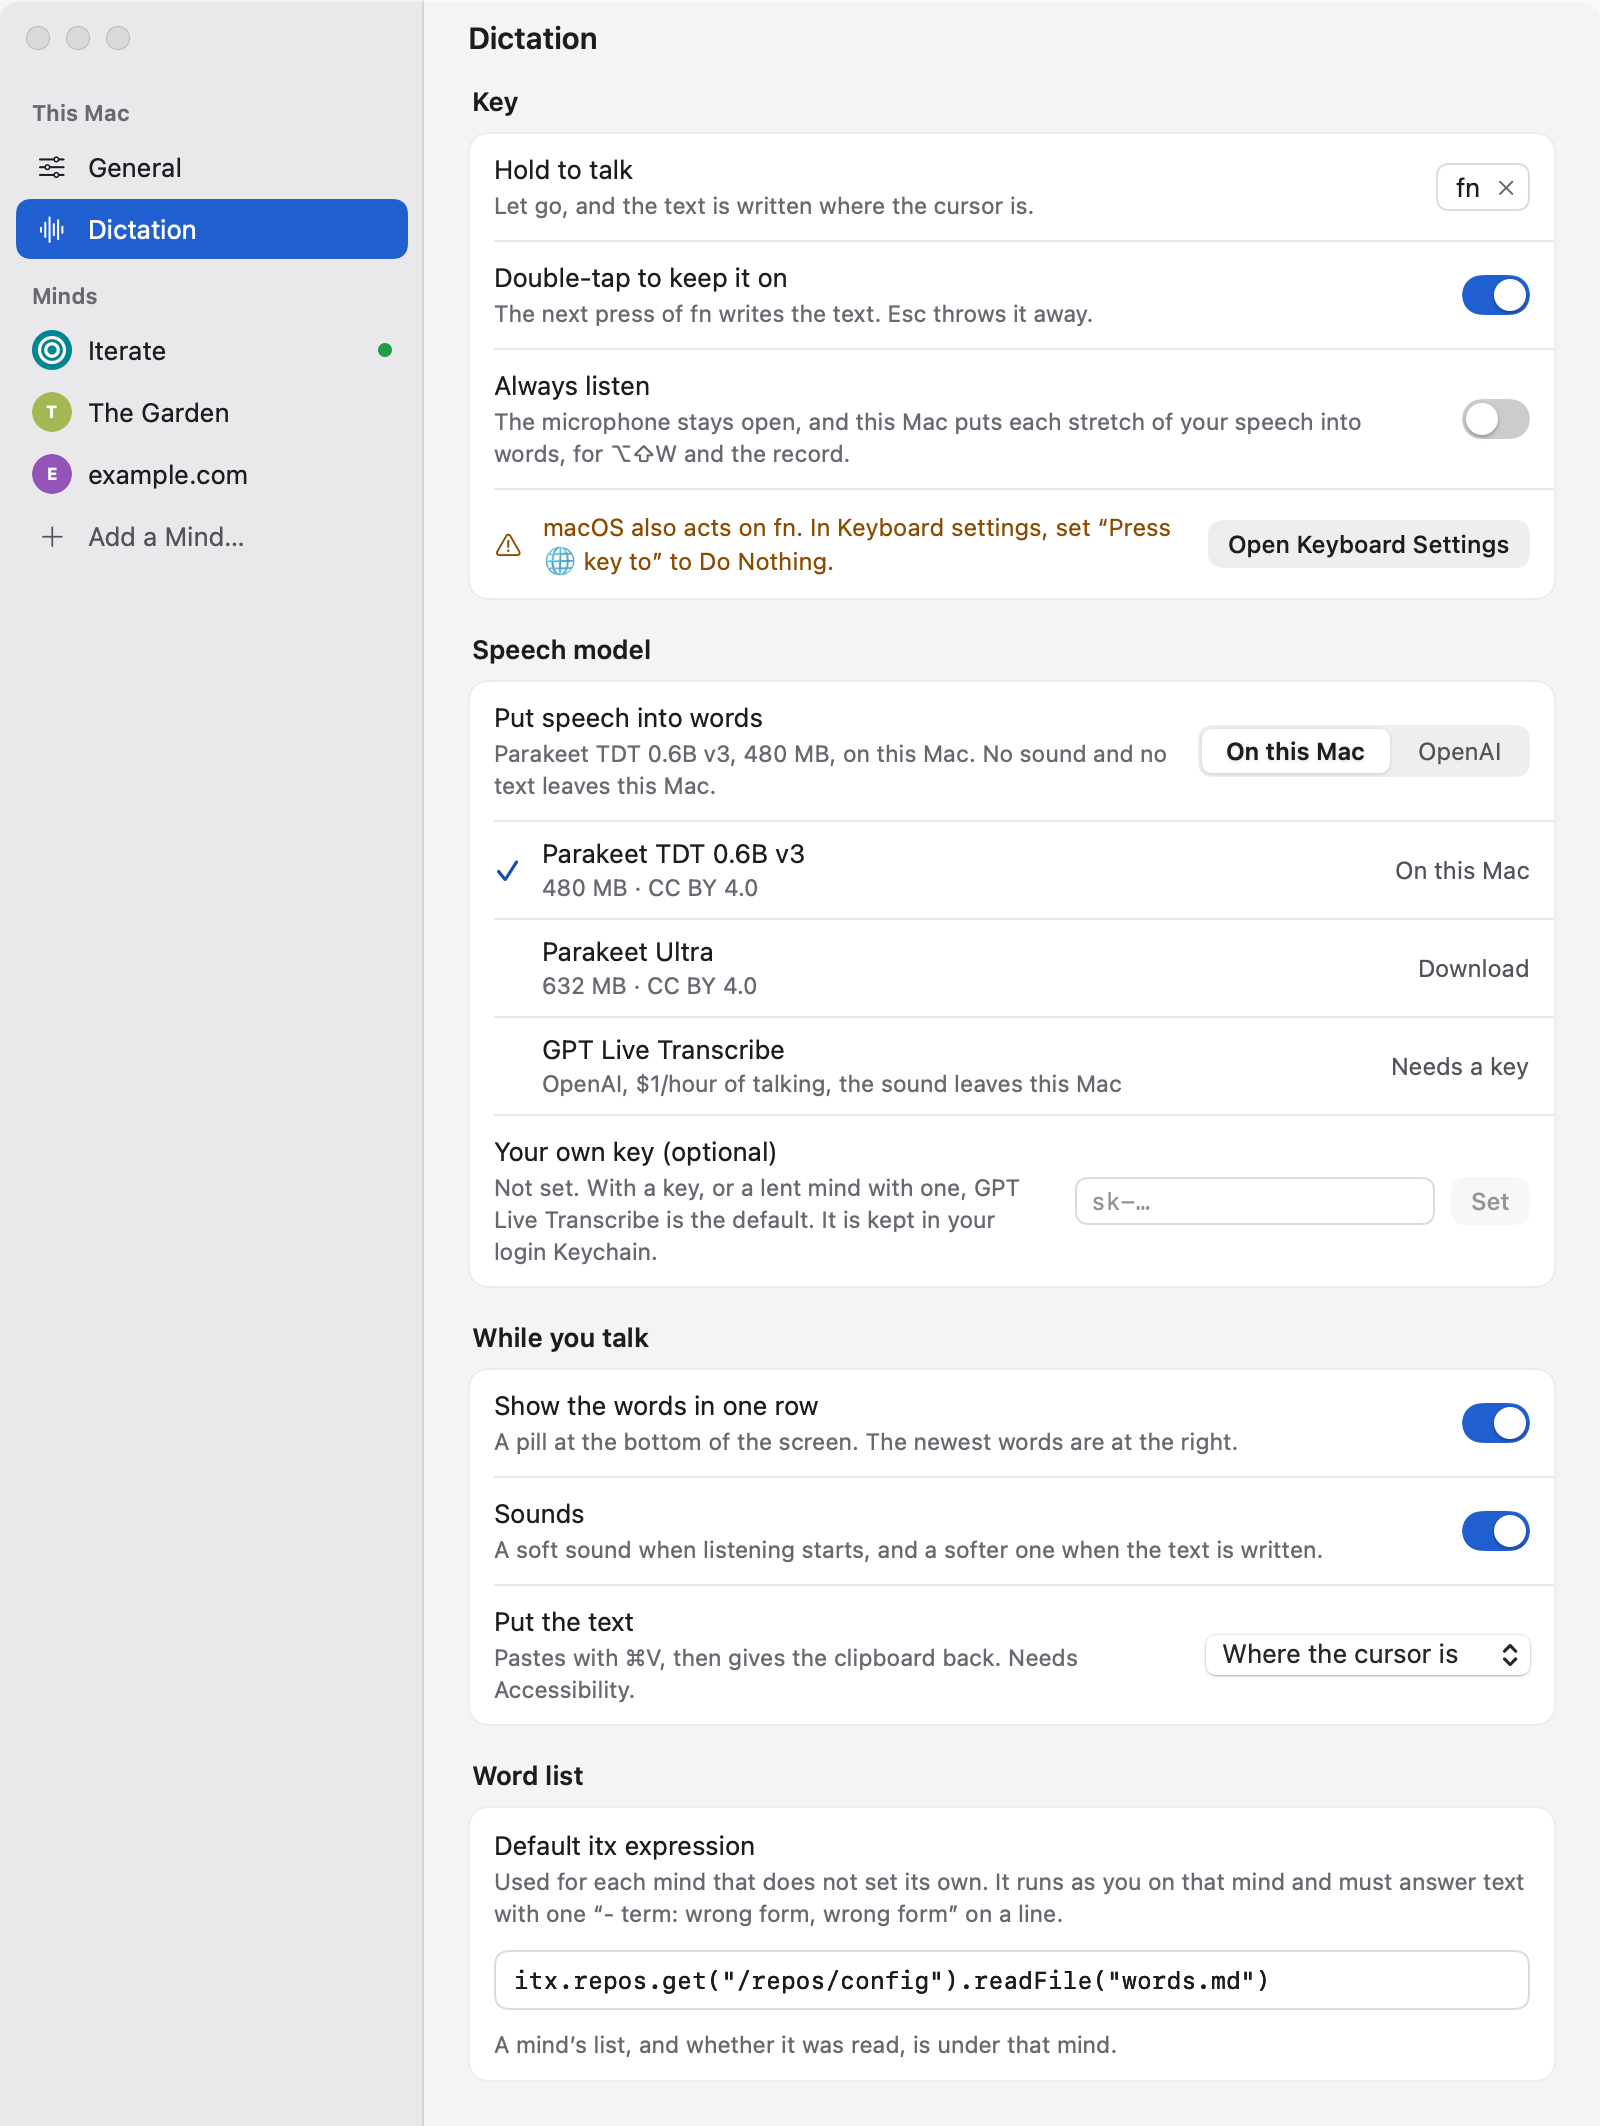 Dictation
This Mac
General
Dictation
Minds
Iterate
T
The Garden
E
example.com
Add a Mind…
Key
Hold to talk
Let go, and the text is written where the cursor is.
fn
Double-tap to keep it on
The next press of fn writes the text. Esc throws it away.
Always listen
The microphone stays open, and this Mac puts each stretch of your speech into
words, for ⌥⇧W and the record.
macOS also acts on fn. In Keyboard settings, set “Press
🌐 key to” to Do Nothing.
Open Keyboard Settings
Speech model
Put speech into words
Parakeet TDT 0.6B v3, 480 MB, on this Mac. No sound and no
text leaves this Mac.
On this Mac
OpenAI
Parakeet TDT 0.6B v3
480 MB · CC BY 4.0
On this Mac
Parakeet Ultra
632 MB · CC BY 4.0
Download
GPT Live Transcribe
OpenAI, $1/hour of talking, the sound leaves this Mac
Needs a key
Your own key (optional)
Not set. With a key, or a lent mind with one, GPT
Live Transcribe is the default. It is kept in your
login Keychain.
sk-…
Set
While you talk
Show the words in one row
A pill at the bottom of the screen. The newest words are at the right.
Sounds
A soft sound when listening starts, and a softer one when the text is written.
Put the text
Pastes with ⌘V, then gives the clipboard back. Needs
Accessibility.
Where the cursor is
Word list
Default itx expression
Used for each mind that does not set its own. It runs as you on that mind and must answer text
with one “- term: wrong form, wrong form” on a line.
itx.repos.get("/repos/config").readFile("words.md")
A mind’s list, and whether it was read, is under that mind.